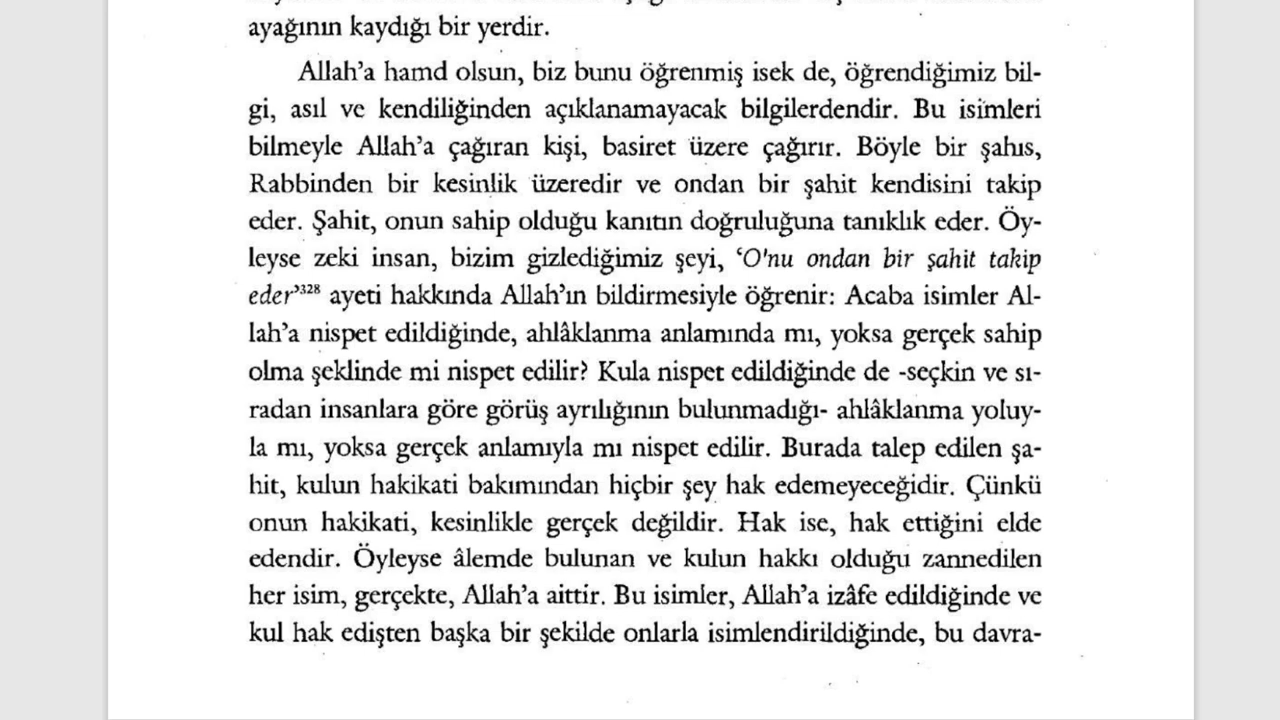 ayağının kaydığı bir yerdir.
Allah’a hamd olsun, biz bunu öğrenmiş isek de, öğrendiğimiz bil-
gi, asıl ve kendiliğinden açıklanamayacak bilgilerdendir. Bu isimleri
bilmeyle Allah’a çağıran kişi, basiret üzere çağırır. Böyle bir şahıs,
Rabbinden bir kesinlik üzeredir ve ondan bir şahit kendisini takip
eder. Şahit, onun sahip olduğu kanıtın doğruluğuna tanıklık eder. Öy-
leyse zeki insan, bizim gizlediğimiz şeyi, ‘O'nu ondan bir şahit takip
eder’³²⁸ ayeti hakkında Allah’ın bildirmesiyle öğrenir: Acaba isimler Al-
lah’a nispet edildiğinde, ahlâklanma anlamında mı, yoksa gerçek sahip
olma şeklinde mi nispet edilir? Kula nispet edildiğinde de -seçkin ve sı-
radan insanlara göre görüş ayrılığının bulunmadığı- ahlâklanma yoluy-
la mı, yoksa gerçek anlamıyla mı nispet edilir. Burada talep edilen şa-
hit, kulun hakikati bakımından hiçbir şey hak edemeyeceğidir. Çünkü
onun hakikati, kesinlikle gerçek değildir. Hak ise, hak ettiğini elde
edendir. Öyleyse âlemde bulunan ve kulun hakkı olduğu zannedilen
her isim, gerçekte, Allah’a aittir. Bu isimler, Allah’a izâfe edildiğinde ve
kul hak edişten başka bir şekilde onlarla isimlendirildiğinde, bu davra-